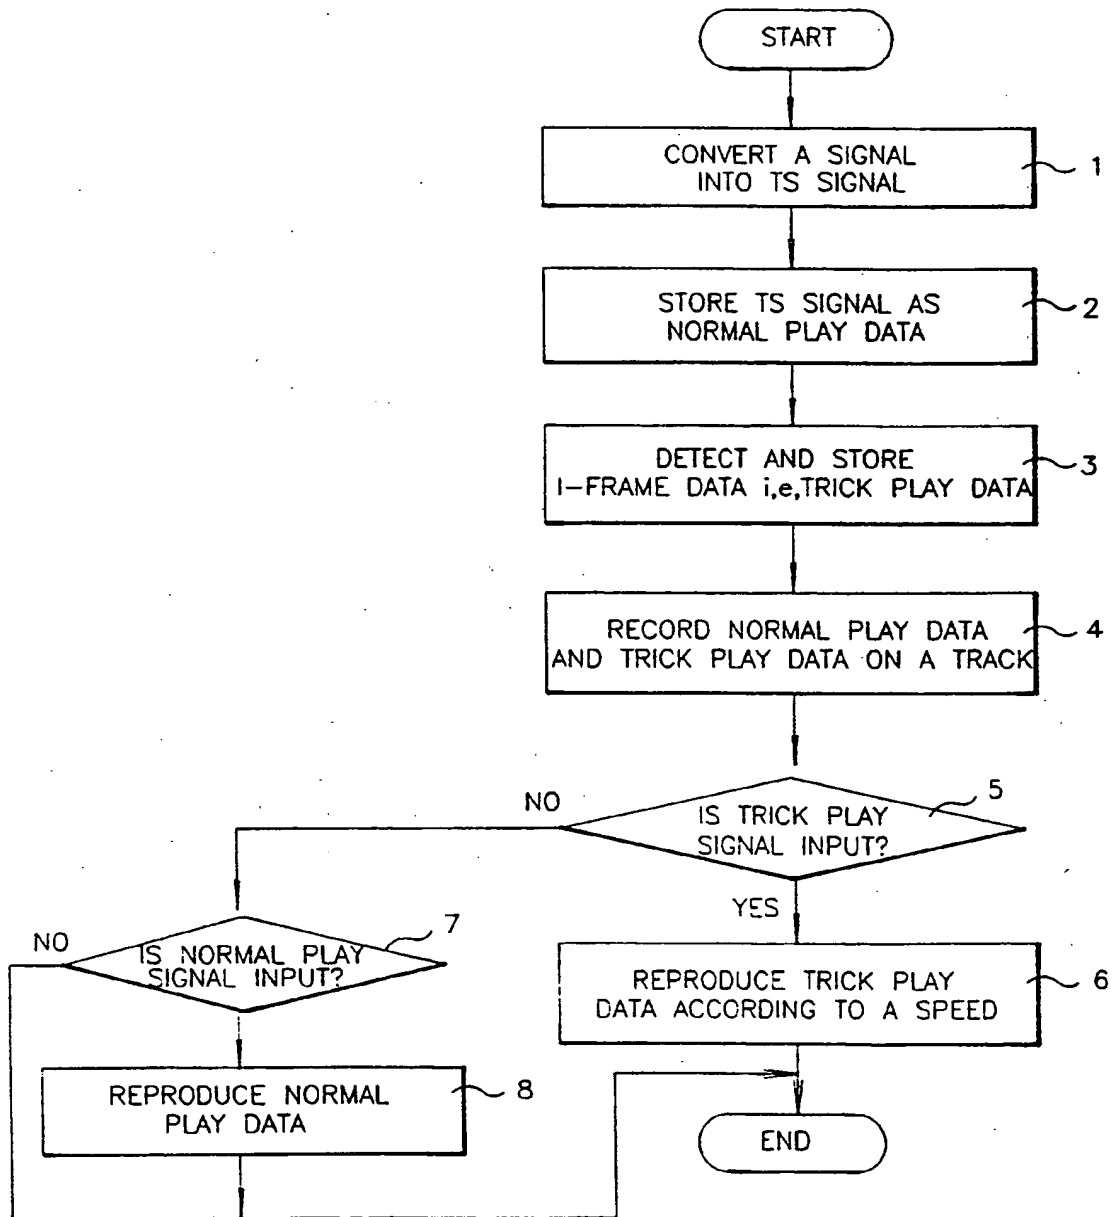 START
CONVERT A SIGNAL
INTO TS SIGNAL
1
STORE TS SIGNAL AS
NORMAL PLAY DATA
2
DETECT AND STORE
I-FRAME DATA i,e,TRICK PLAY DATA
3
RECORD NORMAL PLAY DATA
AND TRICK PLAY DATA ON A TRACK
4
IS TRICK PLAY
SIGNAL INPUT?
5
NO
YES
REPRODUCE TRICK PLAY
DATA ACCORDING TO A SPEED
6
IS NORMAL PLAY
SIGNAL INPUT?
7
NO
REPRODUCE NORMAL
PLAY DATA
8
END